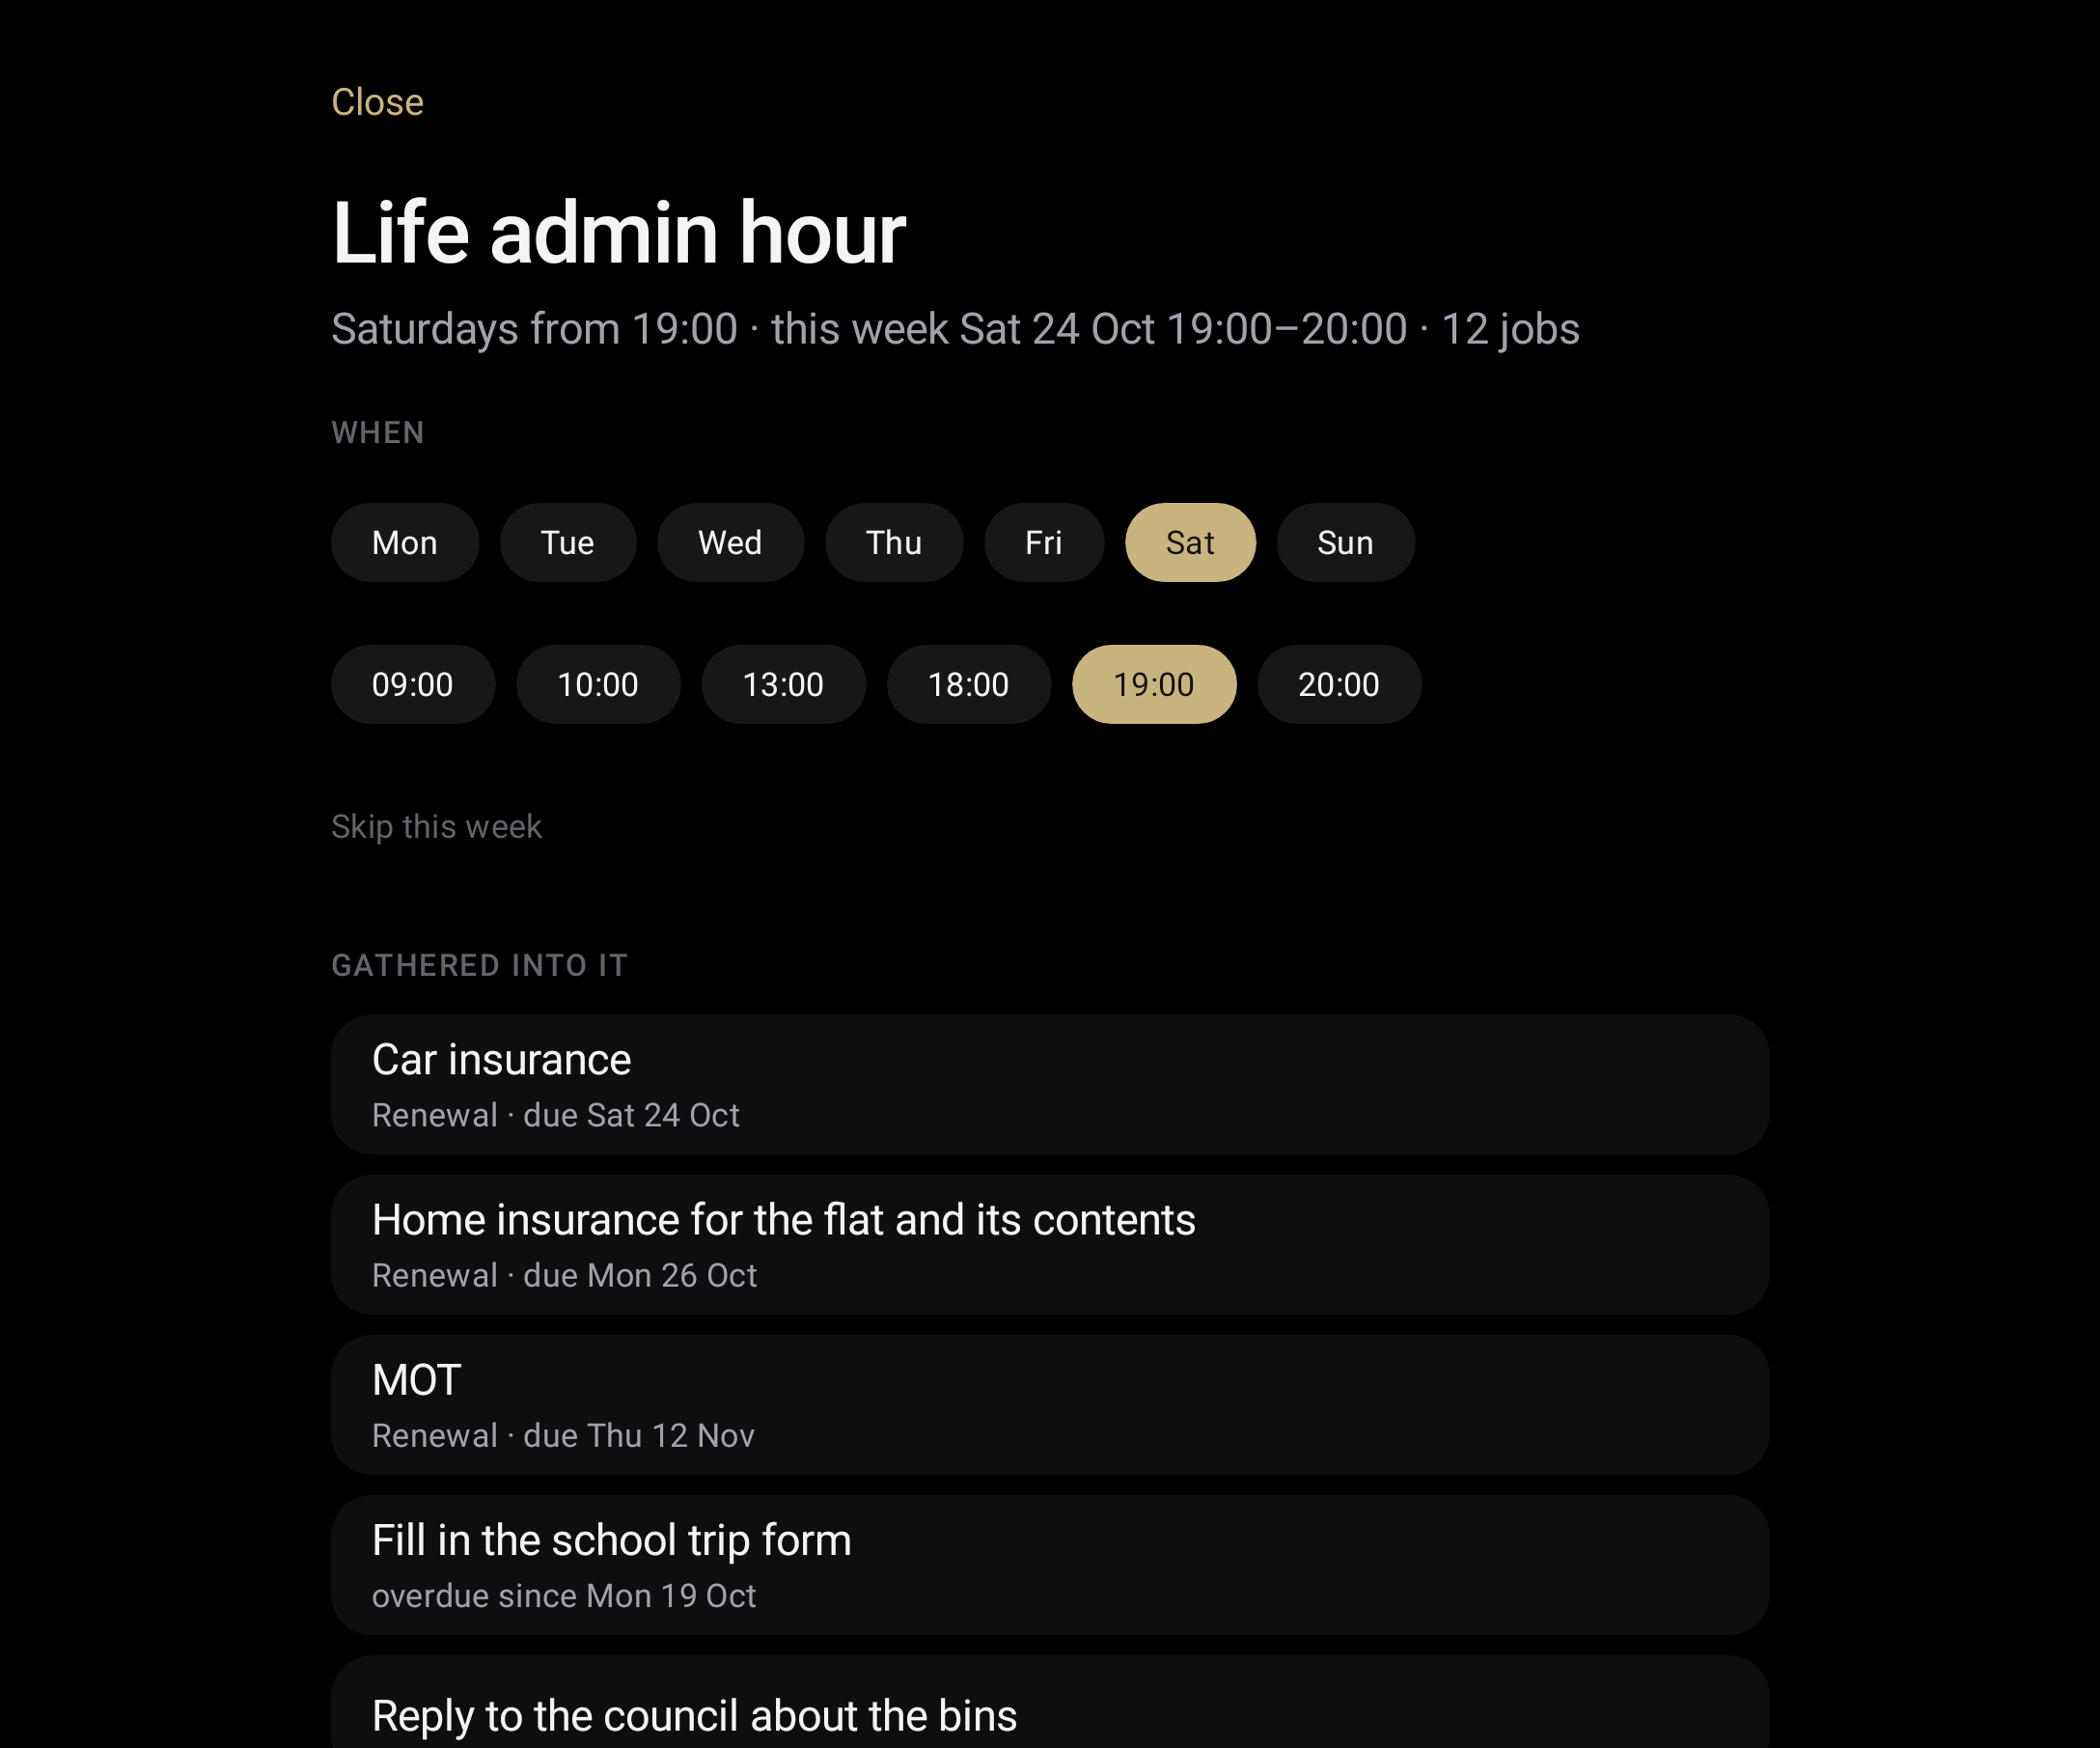 Close
Life admin hour
Saturdays from 19:00 · this week Sat 24 Oct 19:00–20:00 · 12 jobs
WHEN
Mon Tue Wed Thu Fri Sat Sun
09:00 10:00 13:00 18:00 19:00 20:00
Skip this week
GATHERED INTO IT
Car insurance
Renewal · due Sat 24 Oct
Home insurance for the flat and its contents
Renewal · due Mon 26 Oct
MOT
Renewal · due Thu 12 Nov
Fill in the school trip form
overdue since Mon 19 Oct
Reply to the council about the bins